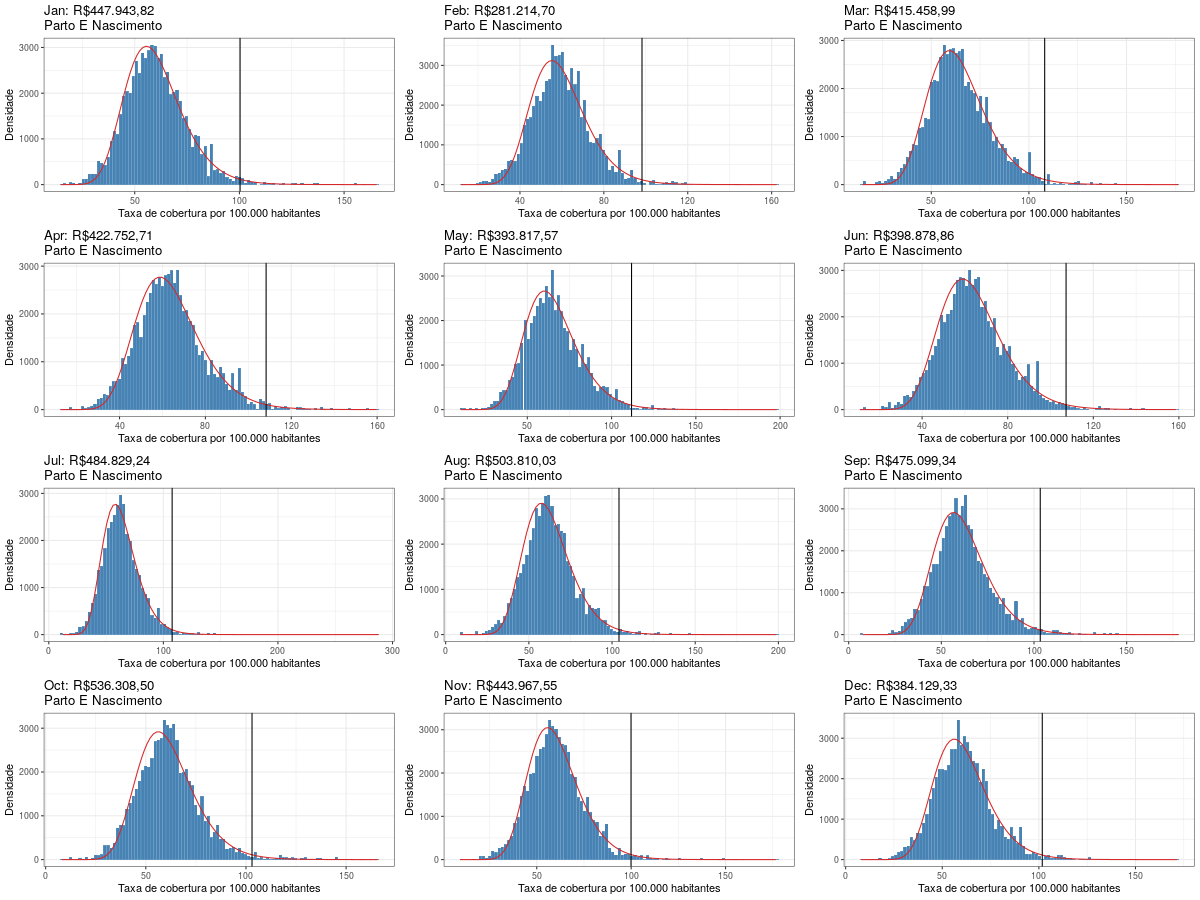 Jan: R$447.943,82
Parto E Nascimento
Densidade
3000
2000
1000
0
50
100
150
Taxa de cobertura por 100.000 habitantes
Feb: R$281.214,70
Parto E Nascimento
Densidade
3000
2000
1000
0
40
80
120
160
Taxa de cobertura por 100.000 habitantes
Mar: R$415.458,99
Parto E Nascimento
Densidade
3000
2000
1000
0
50
100
150
Taxa de cobertura por 100.000 habitantes
Apr: R$422.752,71
Parto E Nascimento
Densidade
3000
2000
1000
0
40
80
120
160
Taxa de cobertura por 100.000 habitantes
May: R$393.817,57
Parto E Nascimento
Densidade
3000
2000
1000
0
50
100
150
200
Taxa de cobertura por 100.000 habitantes
Jun: R$398.878,86
Parto E Nascimento
Densidade
3000
2000
1000
0
40
80
120
160
Taxa de cobertura por 100.000 habitantes
Jul: R$484.829,24
Parto E Nascimento
Densidade
3000
2000
1000
0
0
100
200
300
Taxa de cobertura por 100.000 habitantes
Aug: R$503.810,03
Parto E Nascimento
Densidade
3000
2000
1000
0
0
50
100
150
200
Taxa de cobertura por 100.000 habitantes
Sep: R$475.099,34
Parto E Nascimento
Densidade
3000
2000
1000
0
0
50
100
150
Taxa de cobertura por 100.000 habitantes
Oct: R$536.308,50
Parto E Nascimento
Densidade
3000
2000
1000
0
0
50
100
150
Taxa de cobertura por 100.000 habitantes
Nov: R$443.967,55
Parto E Nascimento
Densidade
3000
2000
1000
0
50
100
150
Taxa de cobertura por 100.000 habitantes
Dec: R$384.129,33
Parto E Nascimento
Densidade
3000
2000
1000
0
0
50
100
150
Taxa de cobertura por 100.000 habitantes